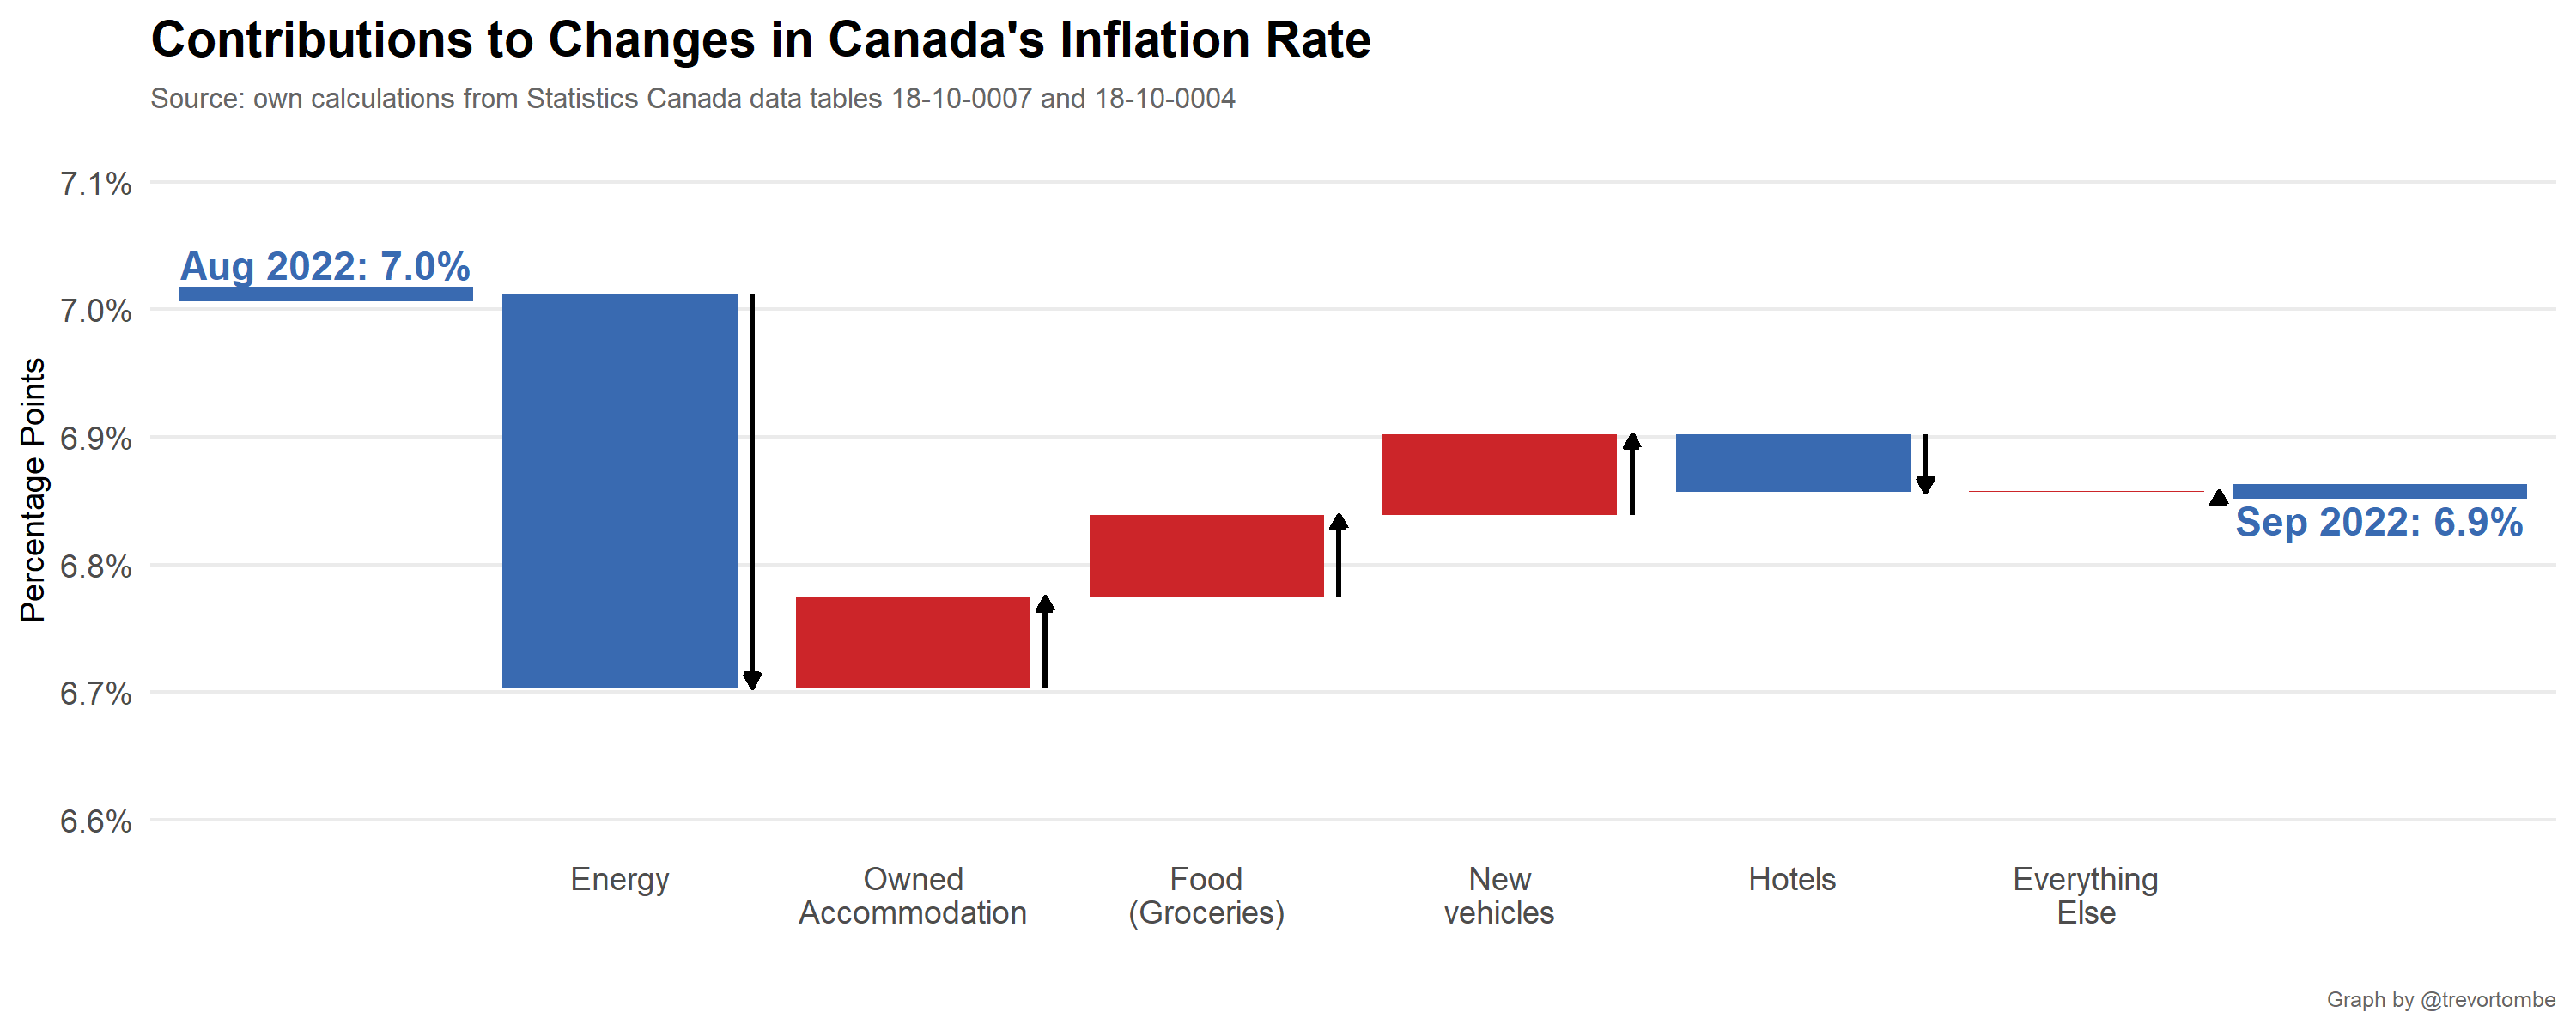 Contributions to Changes in Canada's Inflation Rate
Source: own calculations from Statistics Canada data tables 18-10-0007 and 18-10-0004
Percentage Points
7.1%
7.0%
6.9%
6.8%
6.7%
6.6%
Aug 2022: 7.0%
Sep 2022: 6.9%
Energy
Owned
Accommodation
Food
(Groceries)
New
vehicles
Hotels
Everything
Else
Graph by @trevortombe